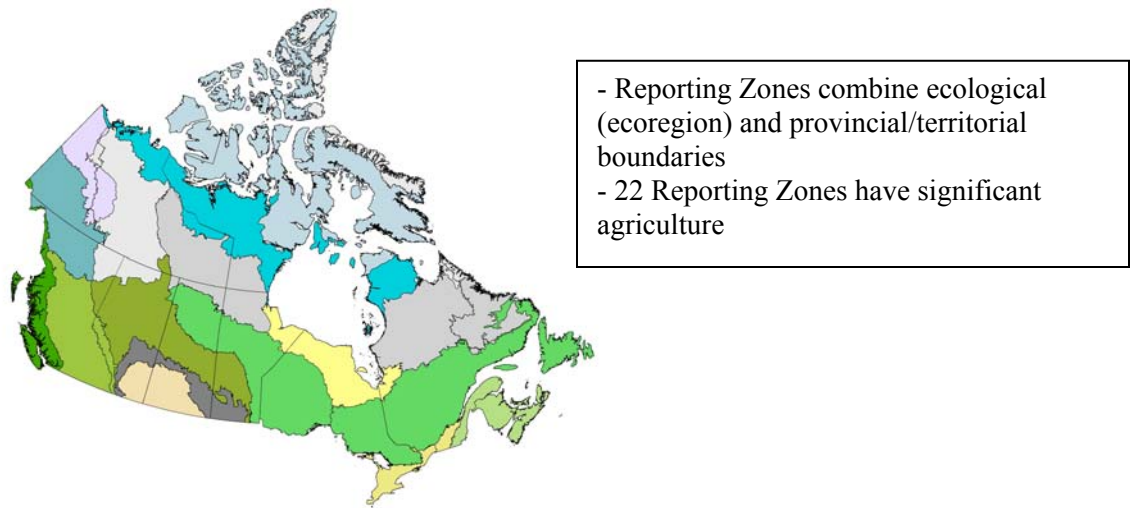 - Reporting Zones combine ecological
(ecoregion) and provincial/territorial
boundaries
- 22 Reporting Zones have significant
agriculture